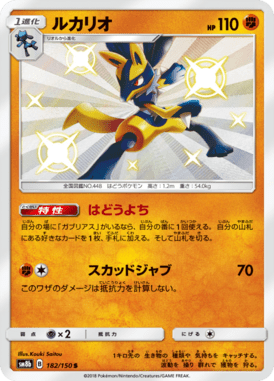 1進化 ルカリオ HP 110
リオルから進化
全国図鑑NO.448 はどうポケモン 高さ:1.2m 重さ:54.0kg
特性 はどうよち
自分の場に「ガブリアス」がいるなら、自分の番に1回使える。自分の山札
にある好きなカードを1枚、手札に加える。そして山札を切る。
スカッドジャブ 70
このワザのダメージは抵抗力を計算しない。
弱点 ×2 抵抗力 にげる
Illus. Kouki Saitou
sm8b 182/150 S
1キロ先の 生き物の 種類や 気持ちを
©2018 Pokémon/Nintendo/Creatures/GAME FREAK.